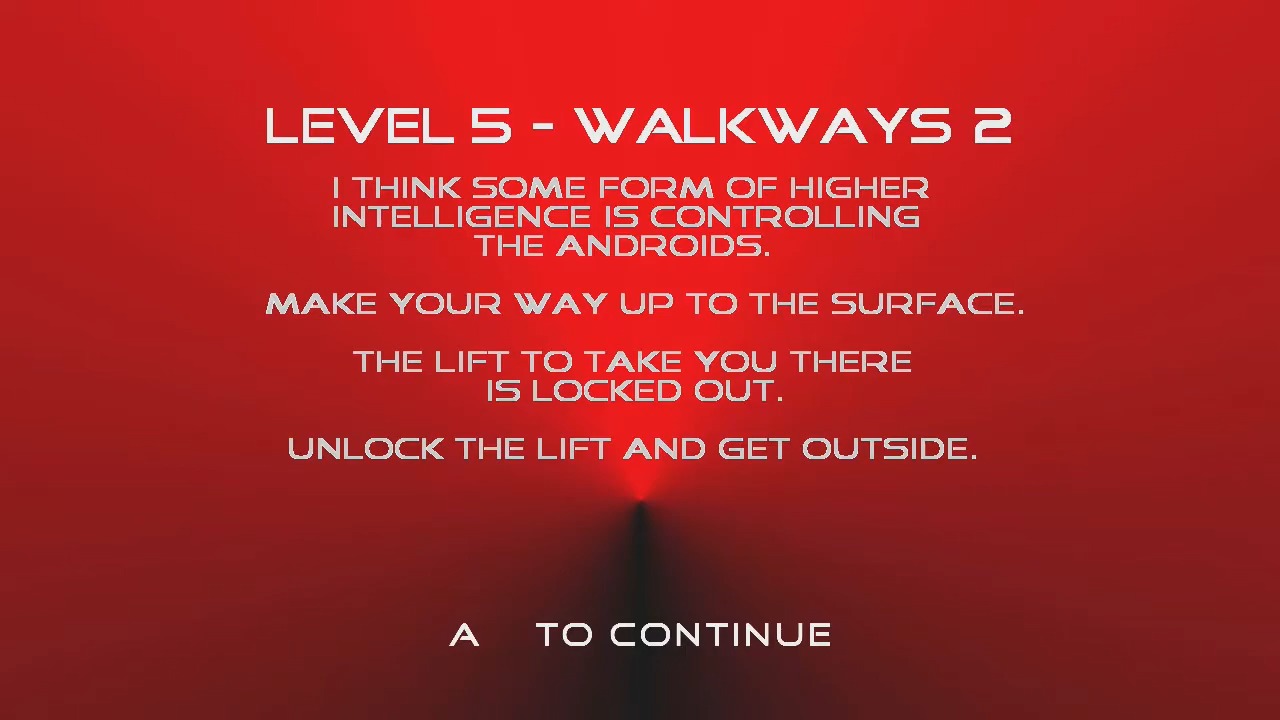 LEVEL 5 - WALKWAYS 2
I THINK SOME FORM OF HIGHER
INTELLIGENCE IS CONTROLLING
THE ANDROIDS.
MAKE YOUR WAY UP TO THE SURFACE.
THE LIFT TO TAKE YOU THERE
IS LOCKED OUT.
UNLOCK THE LIFT AND GET OUTSIDE.
A TO CONTINUE